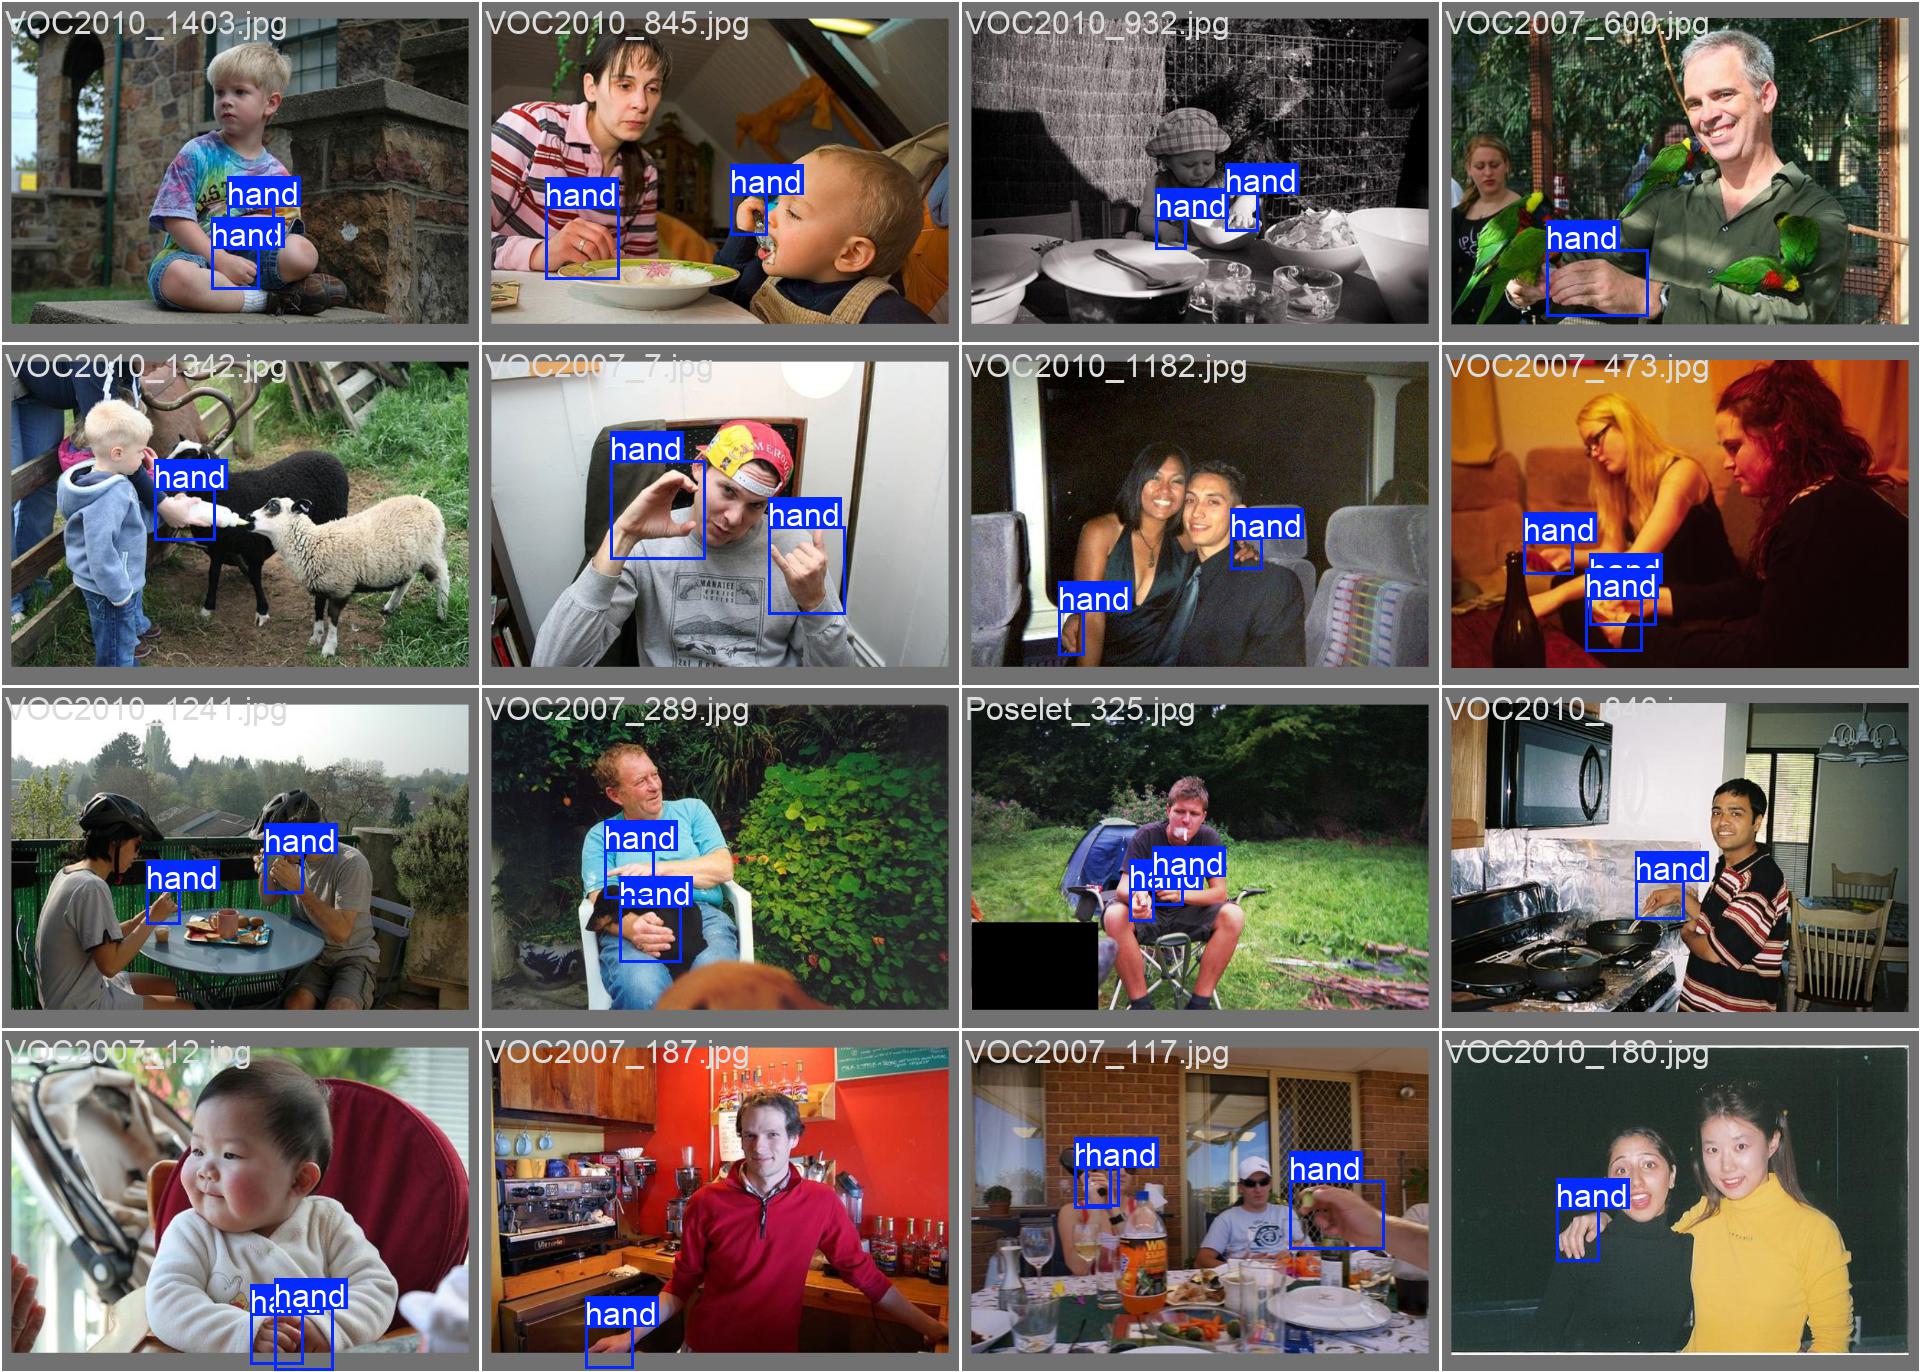 VOC2010_1403.jpg
VOC2010_845.jpg
VOC2010_932.jpg
VOC2007_600.jpg
hand
hand
hand
hand
hand
hand
hand
VOC2010_1342.jpg
VOC2007_7.jpg
VOC2010_1182.jpg
VOC2007_473.jpg
hand
hand
hand
hand
hand
hand
hand
hand
MANATEE
VOC2010_1241.jpg
VOC2007_289.jpg
Poselet_325.jpg
VOC2010_846.jpg
hand
hand
hand
hand
hand
hand
hand
VOC2007_12.jpg
VOC2007_187.jpg
VOC2007_117.jpg
VOC2010_180.jpg
hand
hand
hand
hand
hand
hand